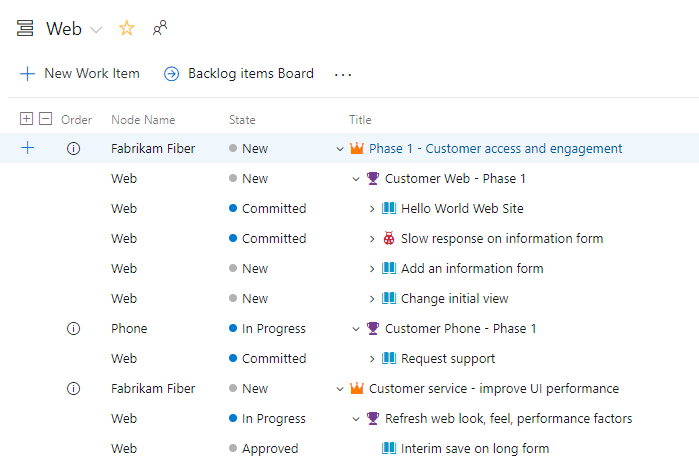 Web
New Work Item Backlog items Board ...
Order Node Name State Title
Fabrikam Fiber New Phase 1 - Customer access and engagement
Web New Customer Web - Phase 1
Web Committed Hello World Web Site
Web Committed Slow response on information form
Web New Add an information form
Web New Change initial view
Phone In Progress Customer Phone - Phase 1
Web Committed Request support
Fabrikam Fiber New Customer service - improve UI performance
Web In Progress Refresh web look, feel, performance factors
Web Approved Interim save on long form